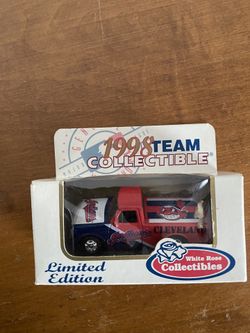 1998 TEAM
COLLECTIBLE
CLEVELAND
Limited
Edition
White Rose
Collectibles